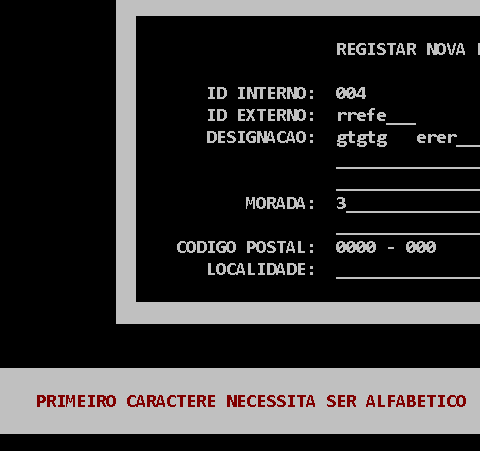 REGISTAR NOVA
ID INTERNO: 004
ID EXTERNO: rrefe___
DESIGNACAO: gtgtg erer__
MORADA: 3
CODIGO POSTAL: 0000 - 000
LOCALIDADE:
PRIMEIRO CARACTERE NECESSITA SER ALFABETICO